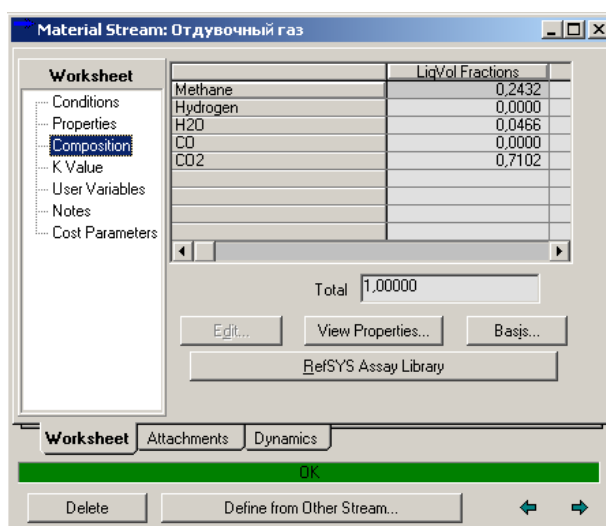 Material Stream: Отдувочный газ
Worksheet
Conditions
Properties
Composition
K Value
User Variables
Notes
Cost Parameters
LiqVol Fractions
Methane 0,2432
Hydrogen 0,0000
H2O 0,0466
CO 0,0000
CO2 0,7102
Total 1,00000
Edit... View Properties... Basis...
RefSYS Assay Library
Worksheet Attachments Dynamics
OK
Delete Define from Other Stream...